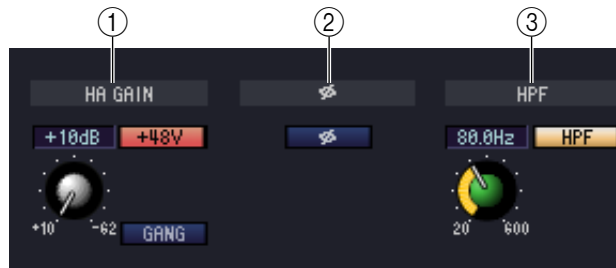 ① ② ③
HA GAIN ø HPF
+10dB +48V ø 80.0Hz HPF
+10 -62 GANG 20 600